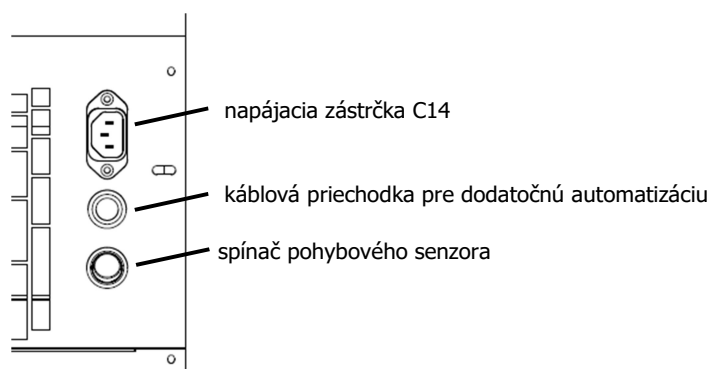 napájacia zástrčka C14
káblová priechodka pre dodatočnú automatizáciu
spínač pohybového senzora